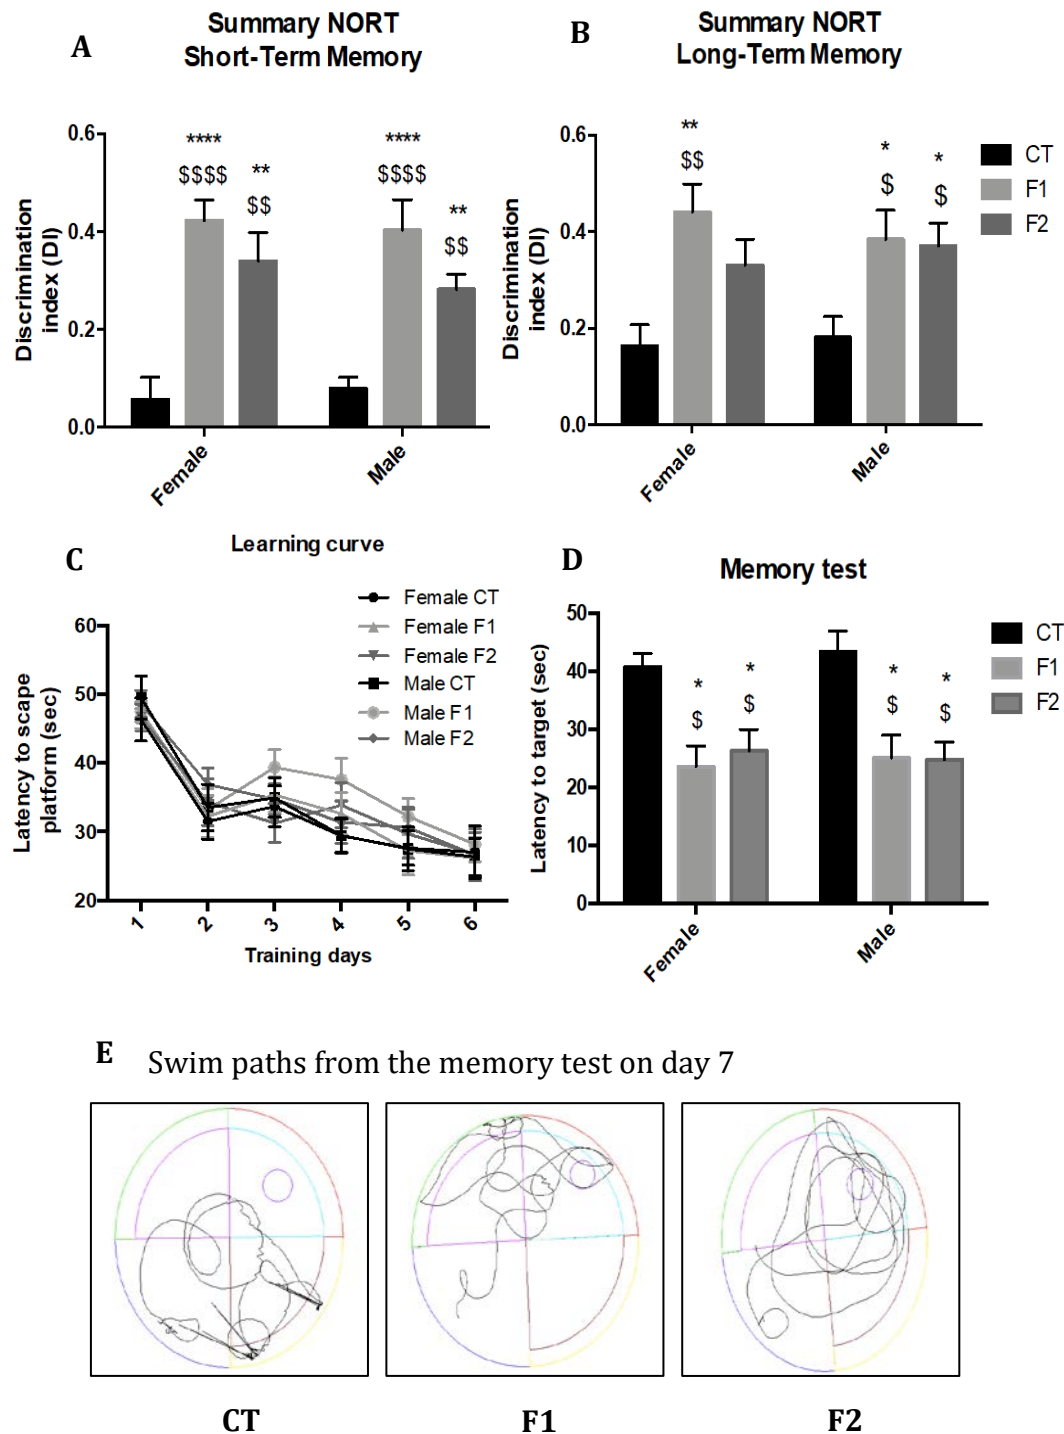 A
Summary NORT
Short-Term Memory
Discrimination
index (DI)
0.6
0.4
0.2
0.0
****
$$$$
**
$$
****
$$$$
**
$$
Female
Male
B
Summary NORT
Long-Term Memory
Discrimination
index (DI)
0.6
0.4
0.2
0.0
**
$$
*
$
*
$
Female
Male
CT
F1
F2
C
Learning curve
Latency to scape
platform (sec)
60
50
40
30
20
1
2
3
4
5
6
Training days
Female CT
Female F1
Female F2
Male CT
Male F1
Male F2
D
Memory test
Latency to target (sec)
50
40
30
20
10
0
*
$
*
$
*
$
*
$
Female
Male
CT
F1
F2
E Swim paths from the memory test on day 7
CT
F1
F2